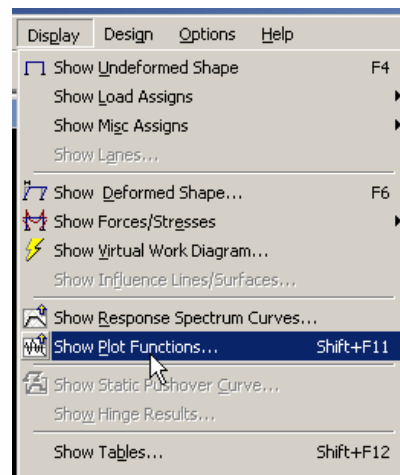 Display Design Options Help
Show Undeformed Shape F4
Show Load Assigns
Show Misc Assigns
Show Lanes...
Show Deformed Shape... F6
Show Forces/Stresses
Show Virtual Work Diagram...
Show Influence Lines/Surfaces...
Show Response Spectrum Curves...
Show Plot Functions... Shift+F11
Show Static Pushover Curve...
Show Hinge Results...
Show Tables... Shift+F12